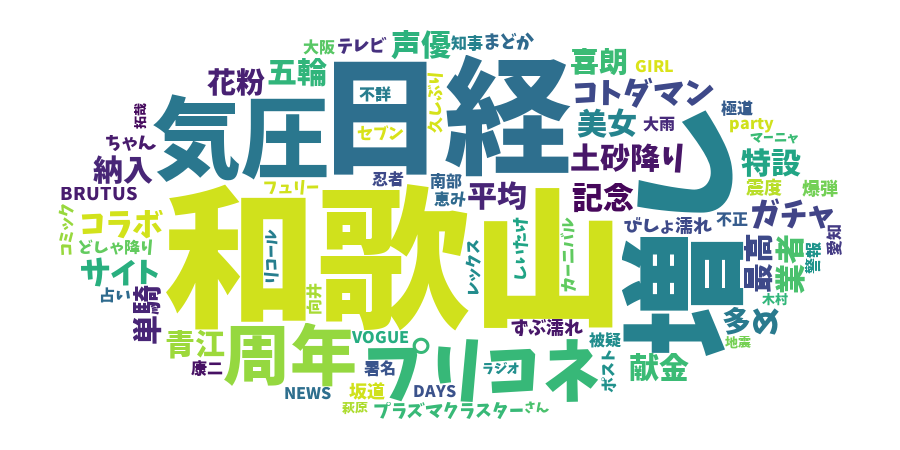 大阪
テレビ
声優
知事
まどか
喜朗
GIRL
花粉
五輪
不詳
日経
久しぶり
コトダマン
極道
拓哉
気圧
セブン
美女
大雨
party
マーニャ
ちゃん
納入
土砂降り
特設
BRUTUS
フュリー
忍者
南部
恵み
平均
記念
増し
震度
爆弾
コミック
コラボ
どしゃ降り
サイト
占い
和歌山
リコール
向井
レックス
しいたけ
カーニバル
びしょ濡れ
不正
ガチャ
愛知
最高
業者
警報
木村
単騎
青江
康二
周年
VOGUE
署名
プリコネ
ラジオ
ずぶ濡れ
被疑
ポスト
多め
地震
献金
NEWS
坂道
DAYS
萩原
プラズマクラスター
さん